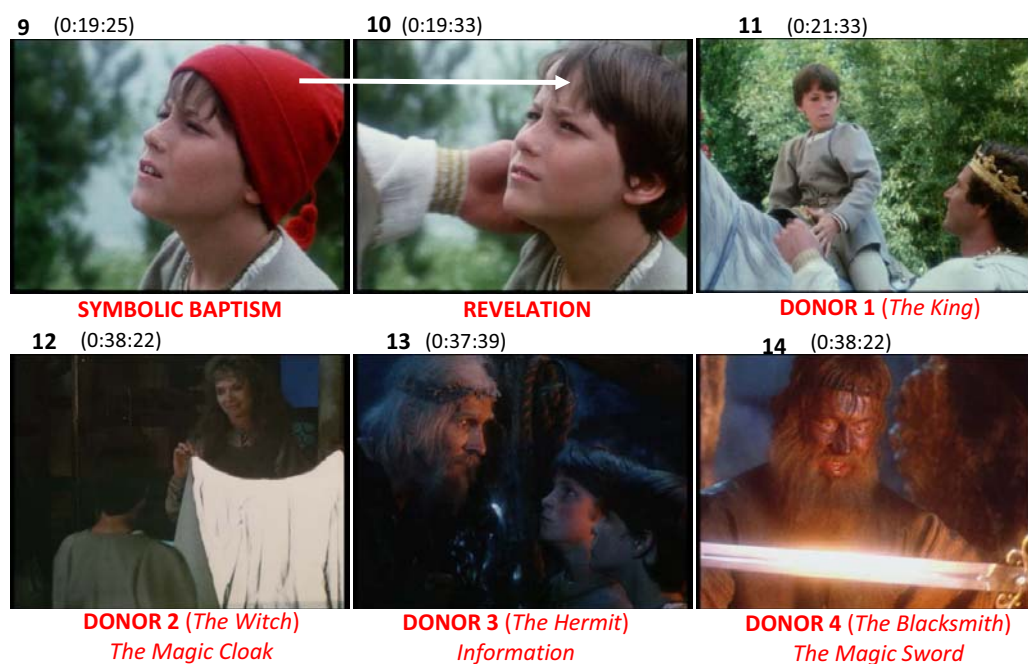 9 (0:19:25)
10 (0:19:33)
11 (0:21:33)
SYMBOLIC BAPTISM
REVELATION
DONOR 1 (The King)
12 (0:38:22)
13 (0:37:39)
14 (0:38:22)
DONOR 2 (The Witch)
The Magic Cloak
DONOR 3 (The Hermit)
Information
DONOR 4 (The Blacksmith)
The Magic Sword